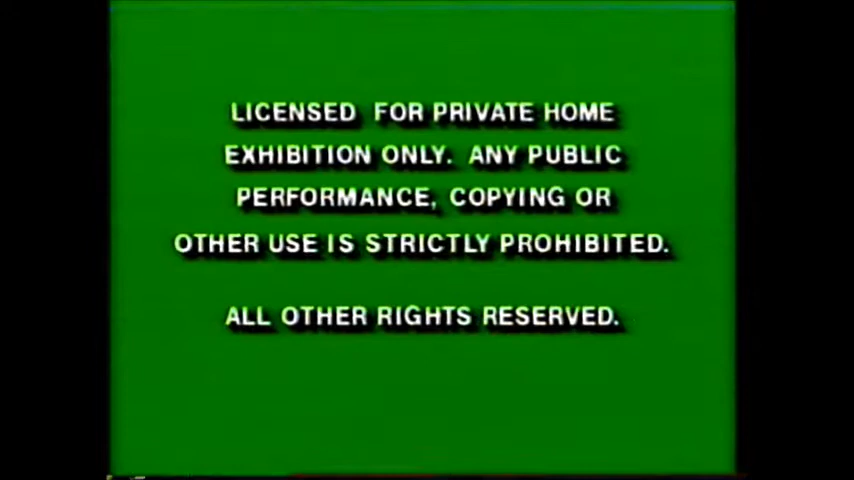 LICENSED FOR PRIVATE HOME
EXHIBITION ONLY. ANY PUBLIC
PERFORMANCE, COPYING OR
OTHER USE IS STRICTLY PROHIBITED.
ALL OTHER RIGHTS RESERVED.